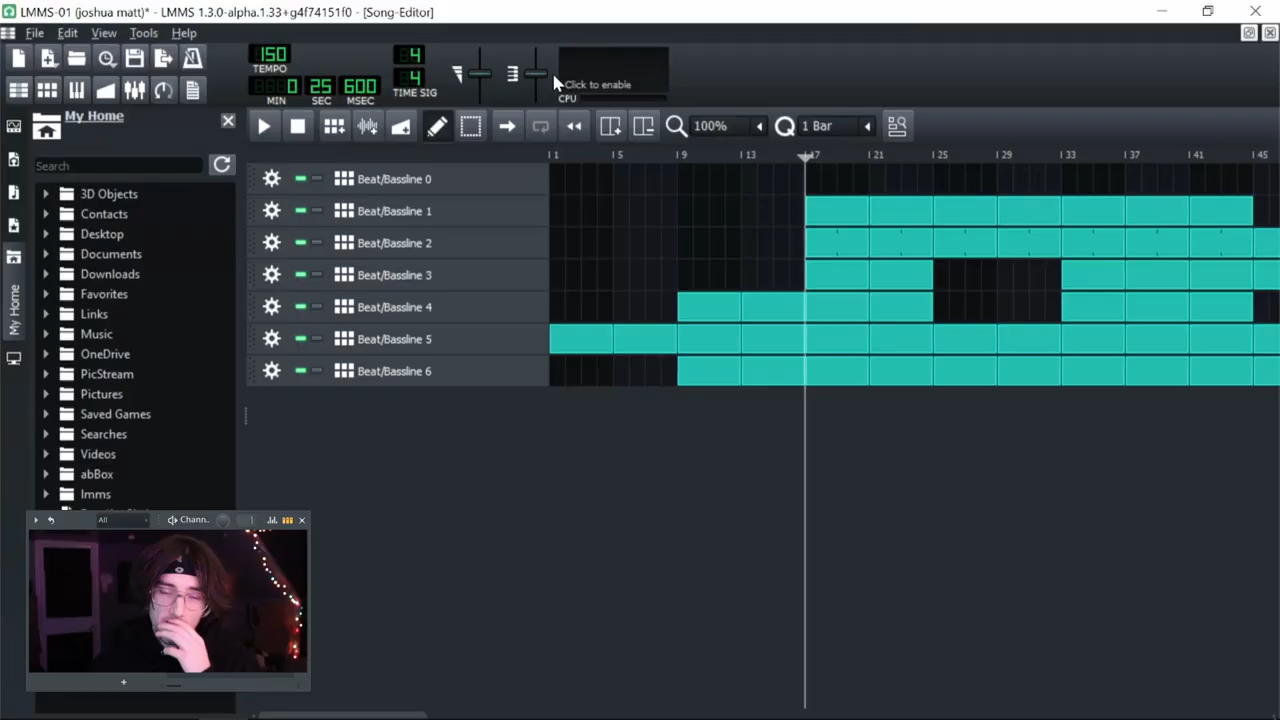 LMMS-01 (joshua matt)* - LMMS 1.3.0-alpha.1.33+g4f74151f0 - [Song-Editor]
File Edit View Tools Help
150
TEMPO
0 25 600
MIN SEC MSEC
4
4
TIME SIG
Click to enable
CPU
My Home
Search
3D Objects
Contacts
Desktop
Documents
Downloads
Favorites
Links
Music
OneDrive
PicStream
Pictures
Saved Games
Searches
Videos
abBox
lmms
My Home
100%
1 Bar
1 5 9 13 17 21 25 29 33 37 41 45
Beat/Bassline 0
Beat/Bassline 1
Beat/Bassline 2
Beat/Bassline 3
Beat/Bassline 4
Beat/Bassline 5
Beat/Bassline 6
All Chann.. 1